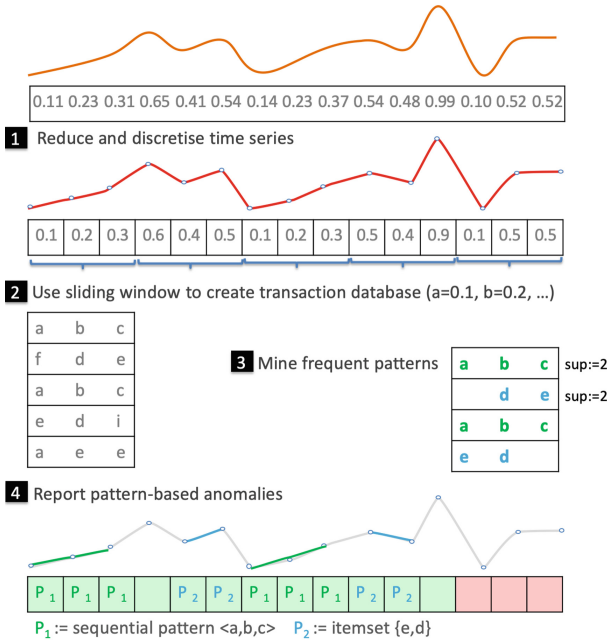 0.11 0.23 0.31 0.65 0.41 0.54 0.14 0.23 0.37 0.54 0.48 0.99 0.10 0.52 0.52
1 Reduce and discretise time series
0.1 0.2 0.3 0.6 0.4 0.5 0.1 0.2 0.3 0.5 0.4 0.9 0.1 0.5 0.5
2 Use sliding window to create transaction database (a=0.1, b=0.2, …)
a b c
f d e
a b c
e d i
a e e
3 Mine frequent patterns
a b c sup:=2
d e sup:=2
a b c
e d
4 Report pattern-based anomalies
P1 P1 P1 P2 P2 P1 P1 P1 P2 P2
P1 := sequential pattern <a,b,c> P2 := itemset {e,d}